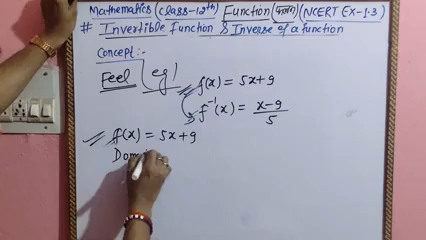 Mathematics (Class-12th) Function (फलन) (NCERT Ex-1.3)
# Invertible Function & Inverse of a function
Concept:-
Feel eg! f(x) = 5x+9
f⁻¹(x) = x-9/5
f(x) = 5x+9
Dom